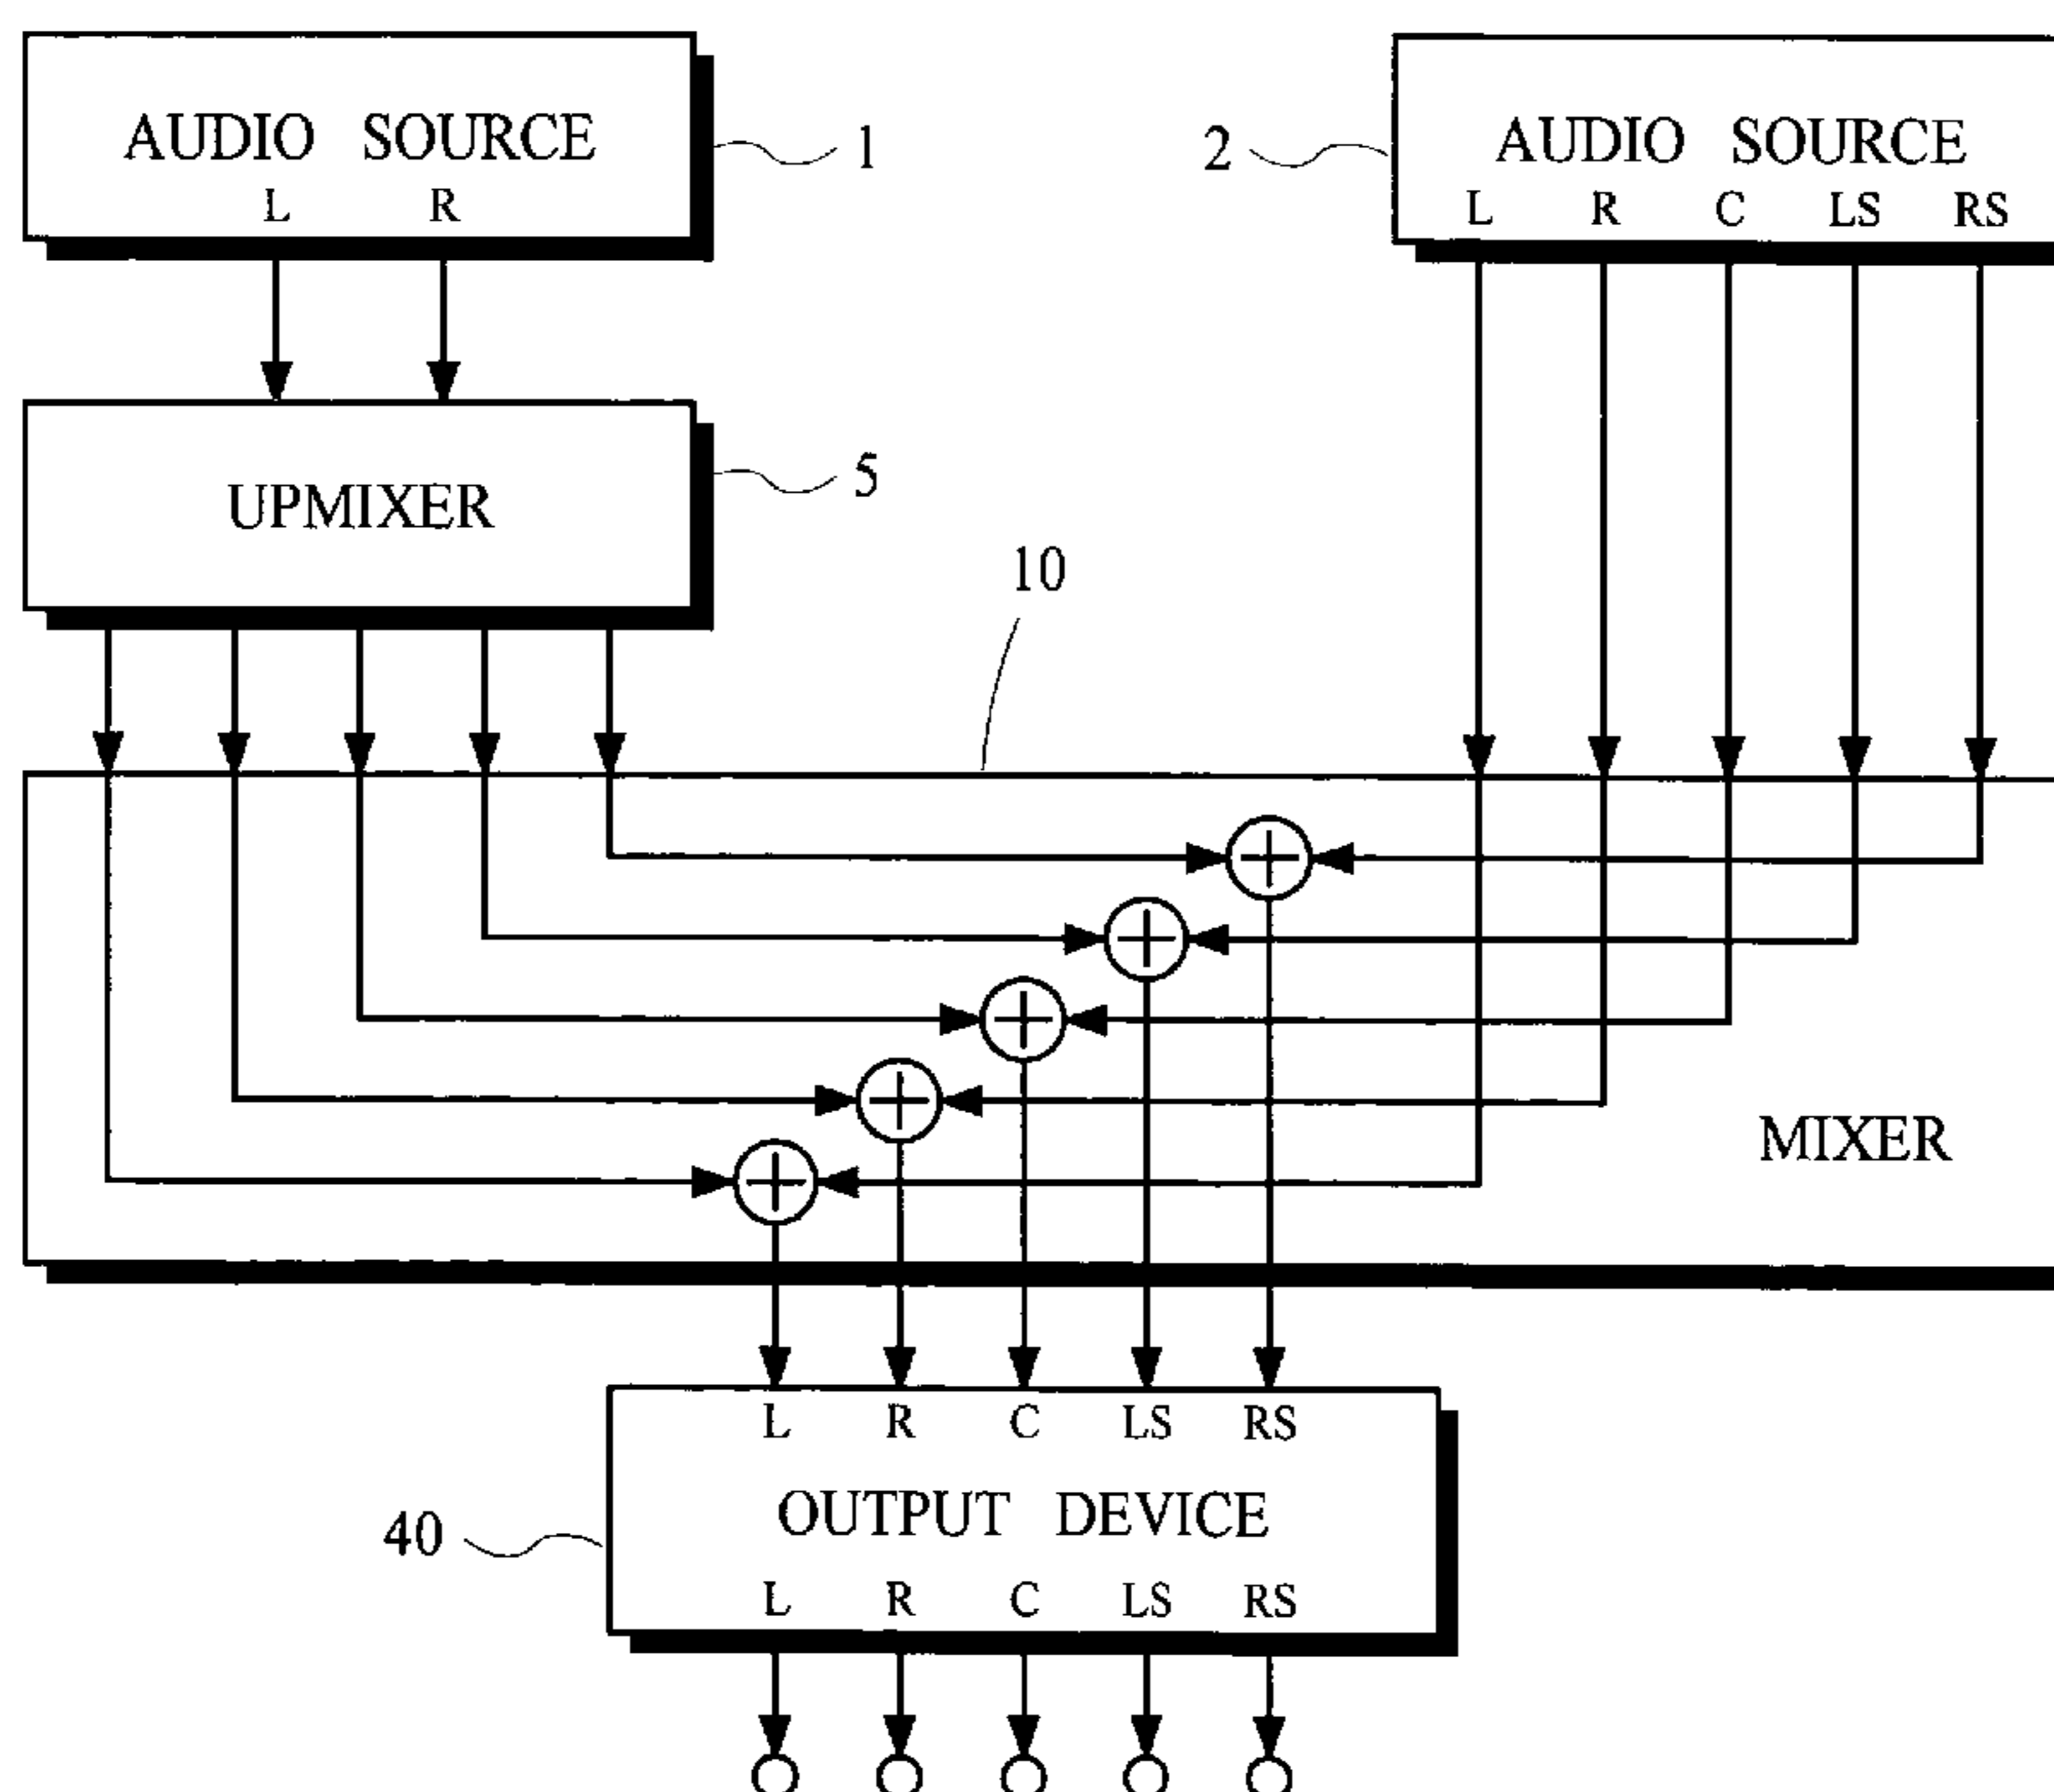 AUDIO SOURCE
L R
1
2
AUDIO SOURCE
L R C LS RS
UPMIXER
5
10
MIXER
L R C LS RS
OUTPUT DEVICE
40
L R C LS RS